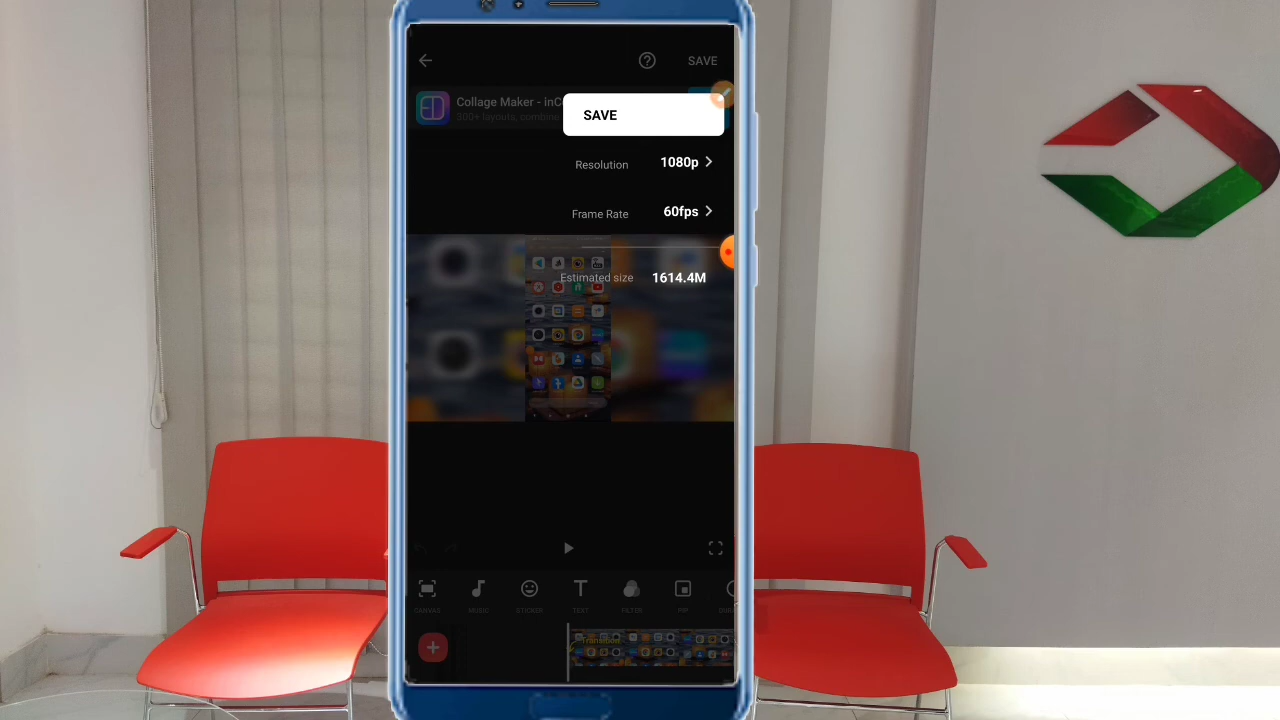 SAVE
Collage Maker - inC
300+ layouts, combine
SAVE
Resolution 1080p
Frame Rate 60fps
Estimated size 1614.4M
CANVAS MUSIC STICKER TEXT FILTER PIP
Transition